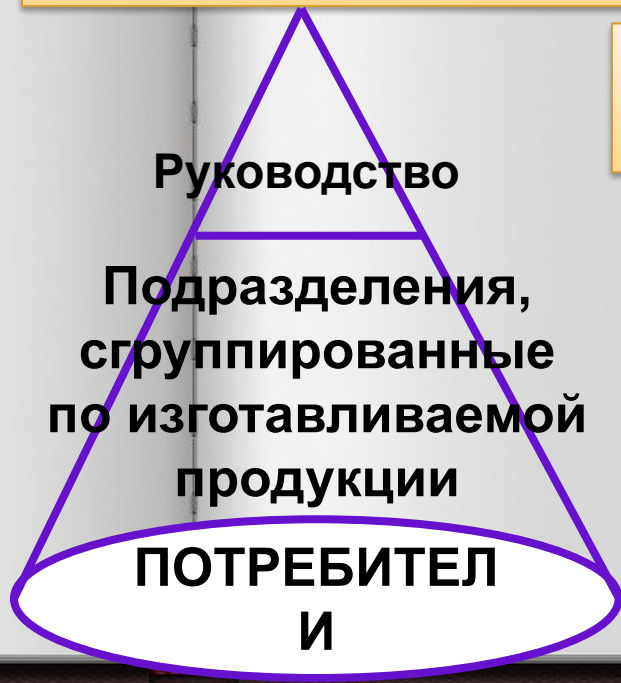 Руководство
Подразделения,
сгруппированные
по изготавливаемой
продукции
ПОТРЕБИТЕЛ
И